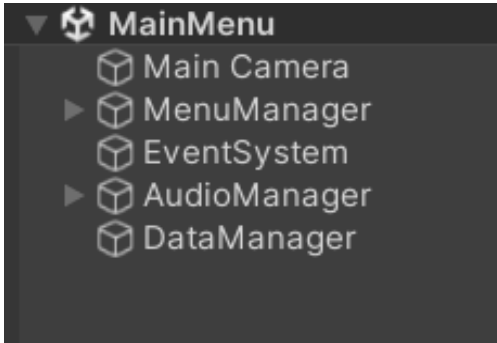 MainMenu
Main Camera
MenuManager
EventSystem
AudioManager
DataManager